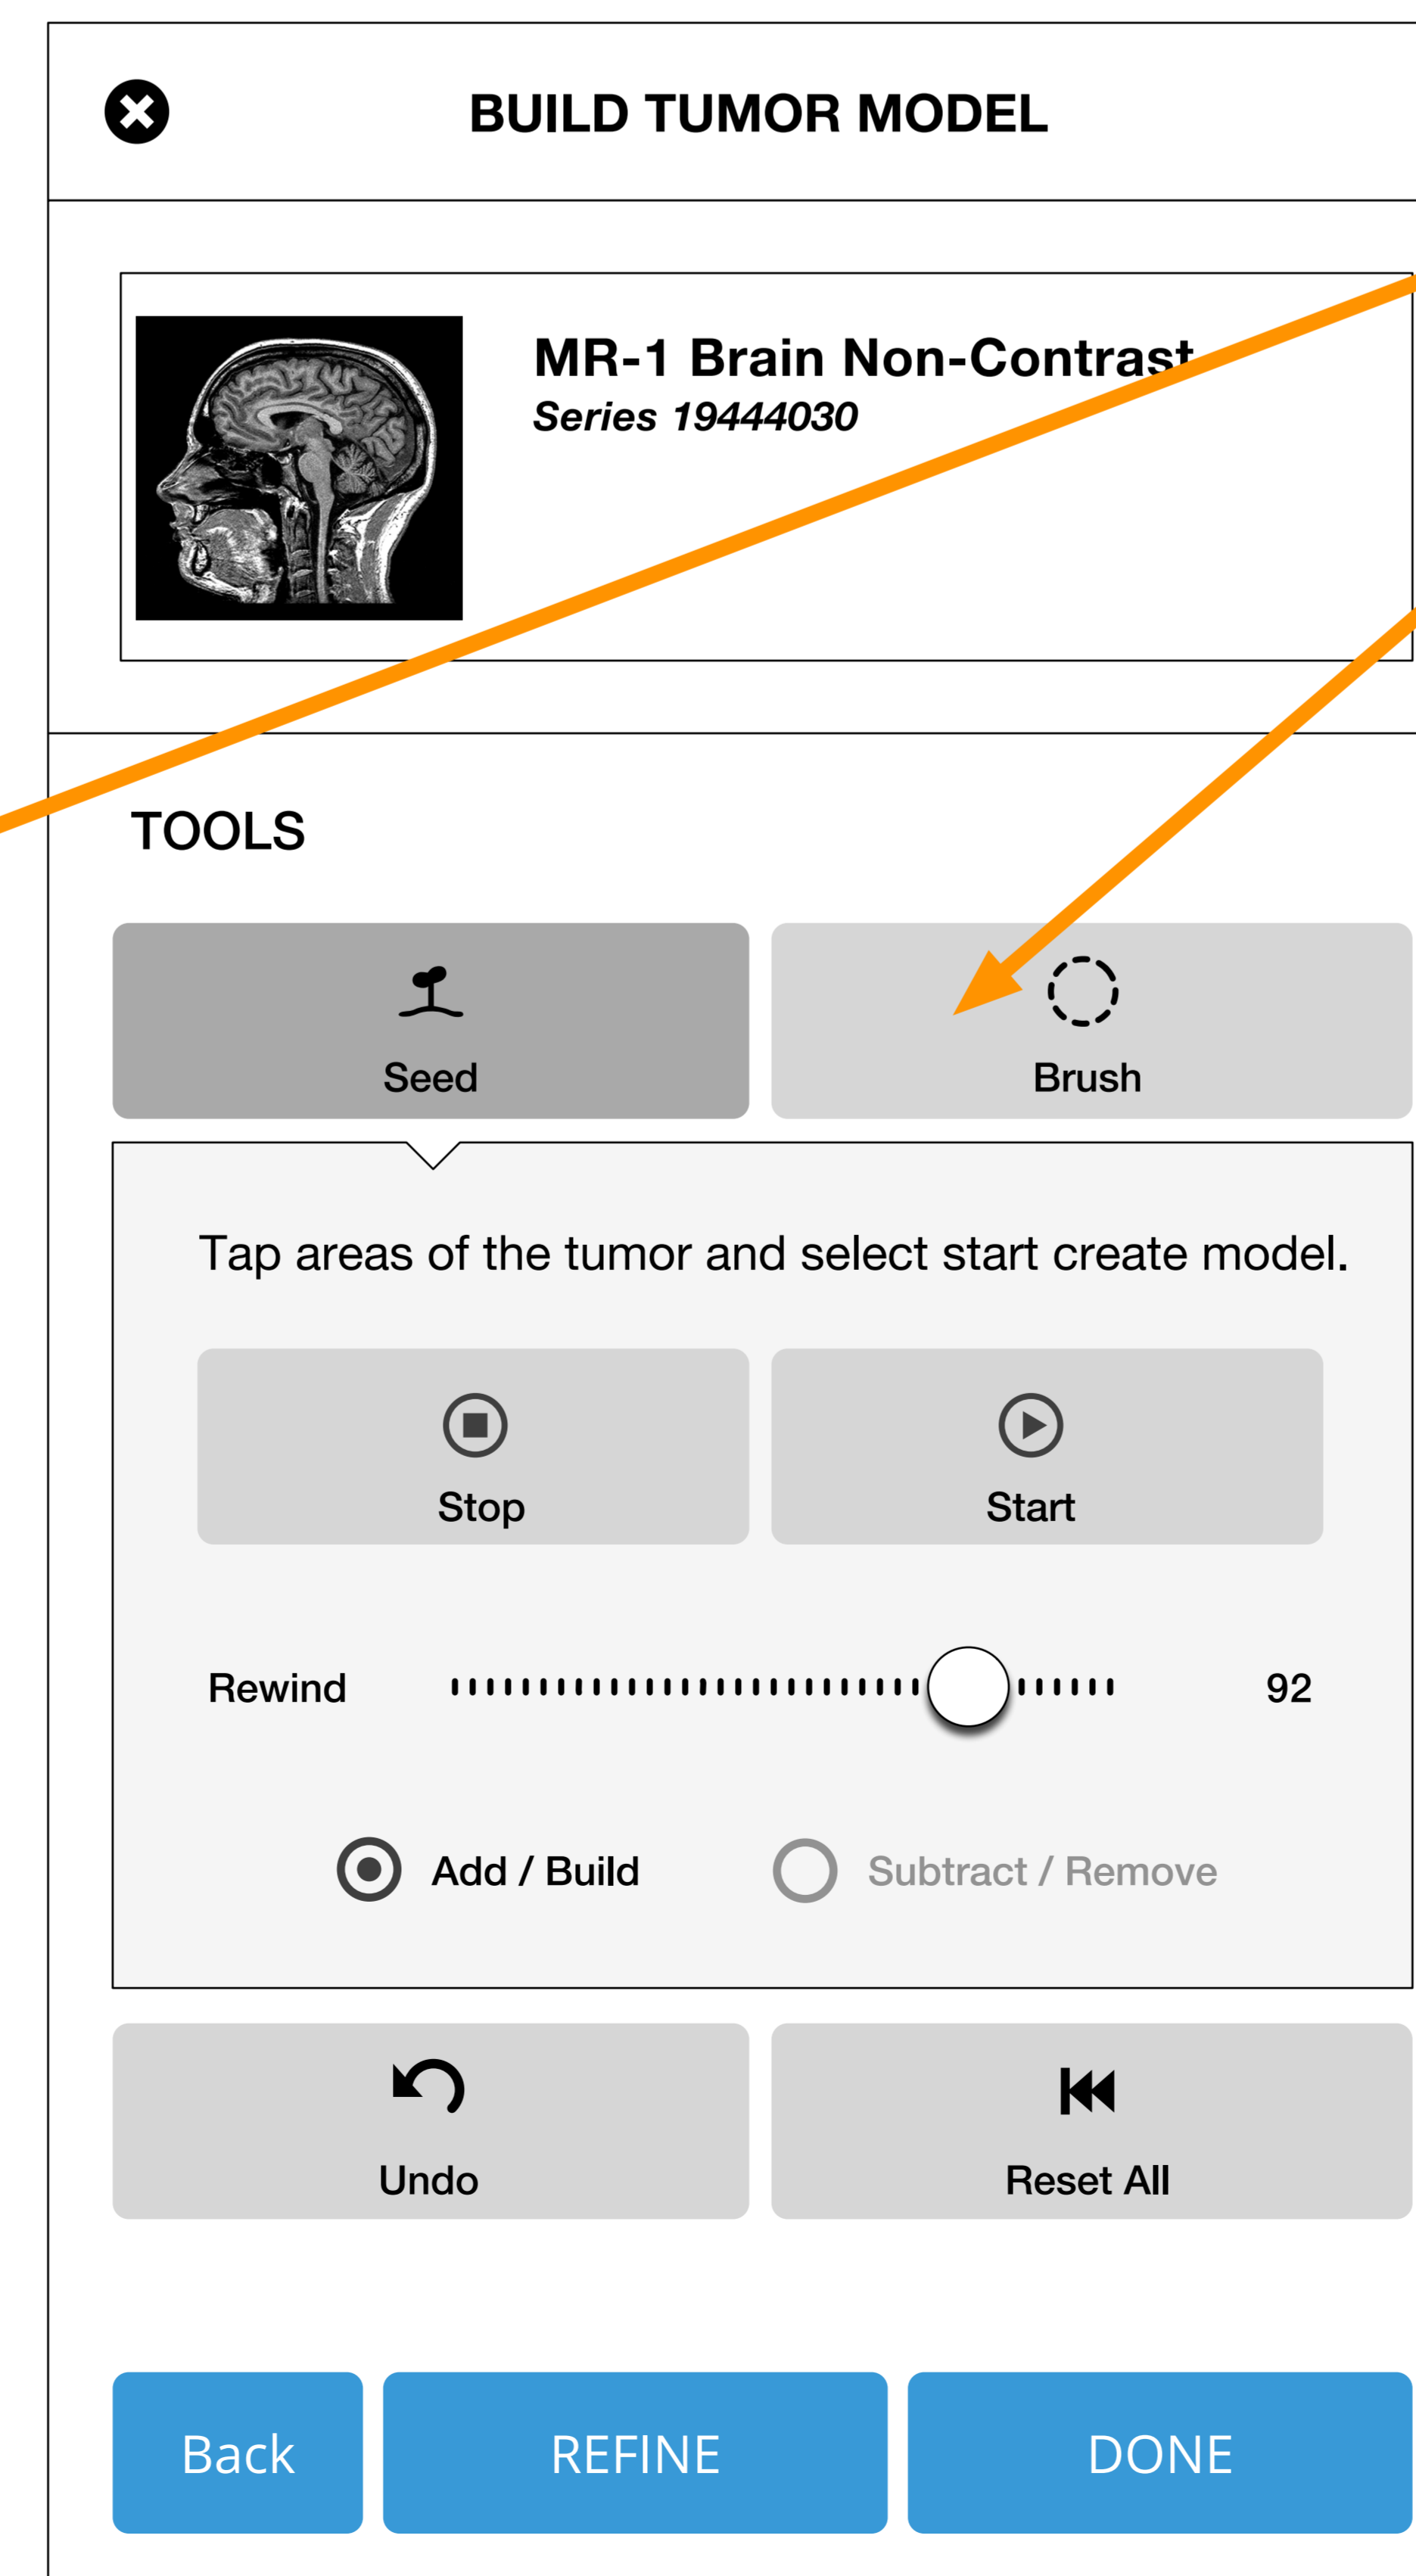 BUILD TUMOR MODEL
MR-1 Brain Non-Contrast
Series 19444030
TOOLS
Seed
Brush
Tap areas of the tumor and select start create model.
Stop
Start
Rewind
92
Add / Build
Subtract / Remove
Undo
Reset All
Back
REFINE
DONE